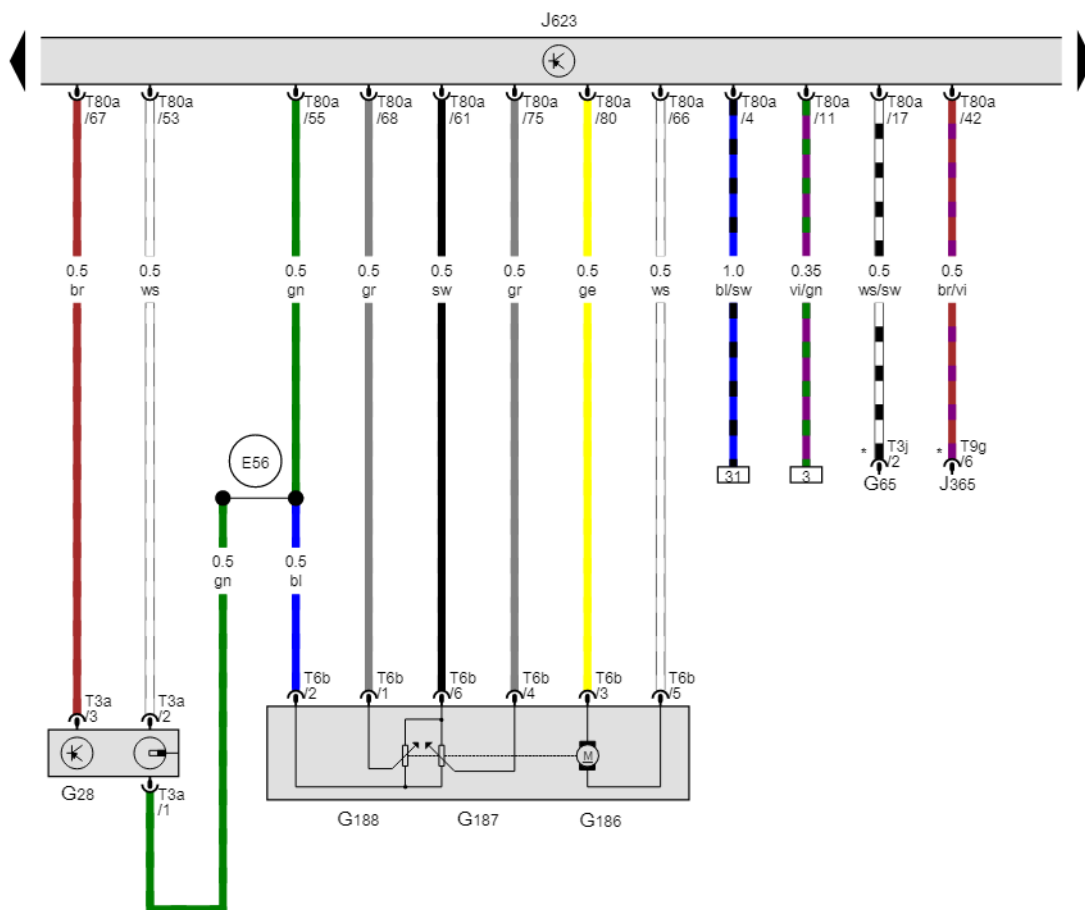 J623
T80a T80a T80a T80a T80a T80a T80a T80a T80a T80a T80a T80a
/67 /53 /55 /68 /61 /75 /80 /66 /4 /11 /17 /42
0.5 0.5 0.5 0.5 0.5 0.5 0.5 0.5 1.0 0.35 0.5 0.5
br ws gn gr sw gr ge ws bl/sw vi/gn ws/sw br/vi
E56
* T3j * T9g
/2 /6
31 3 G65 J365
0.5 0.5
gn bl
T6b T6b T6b T6b T6b T6b
/2 /1 /6 /4 /3 /5
T3a T3a
/3 /2
M
G28 T3a
/1
G188 G187 G186